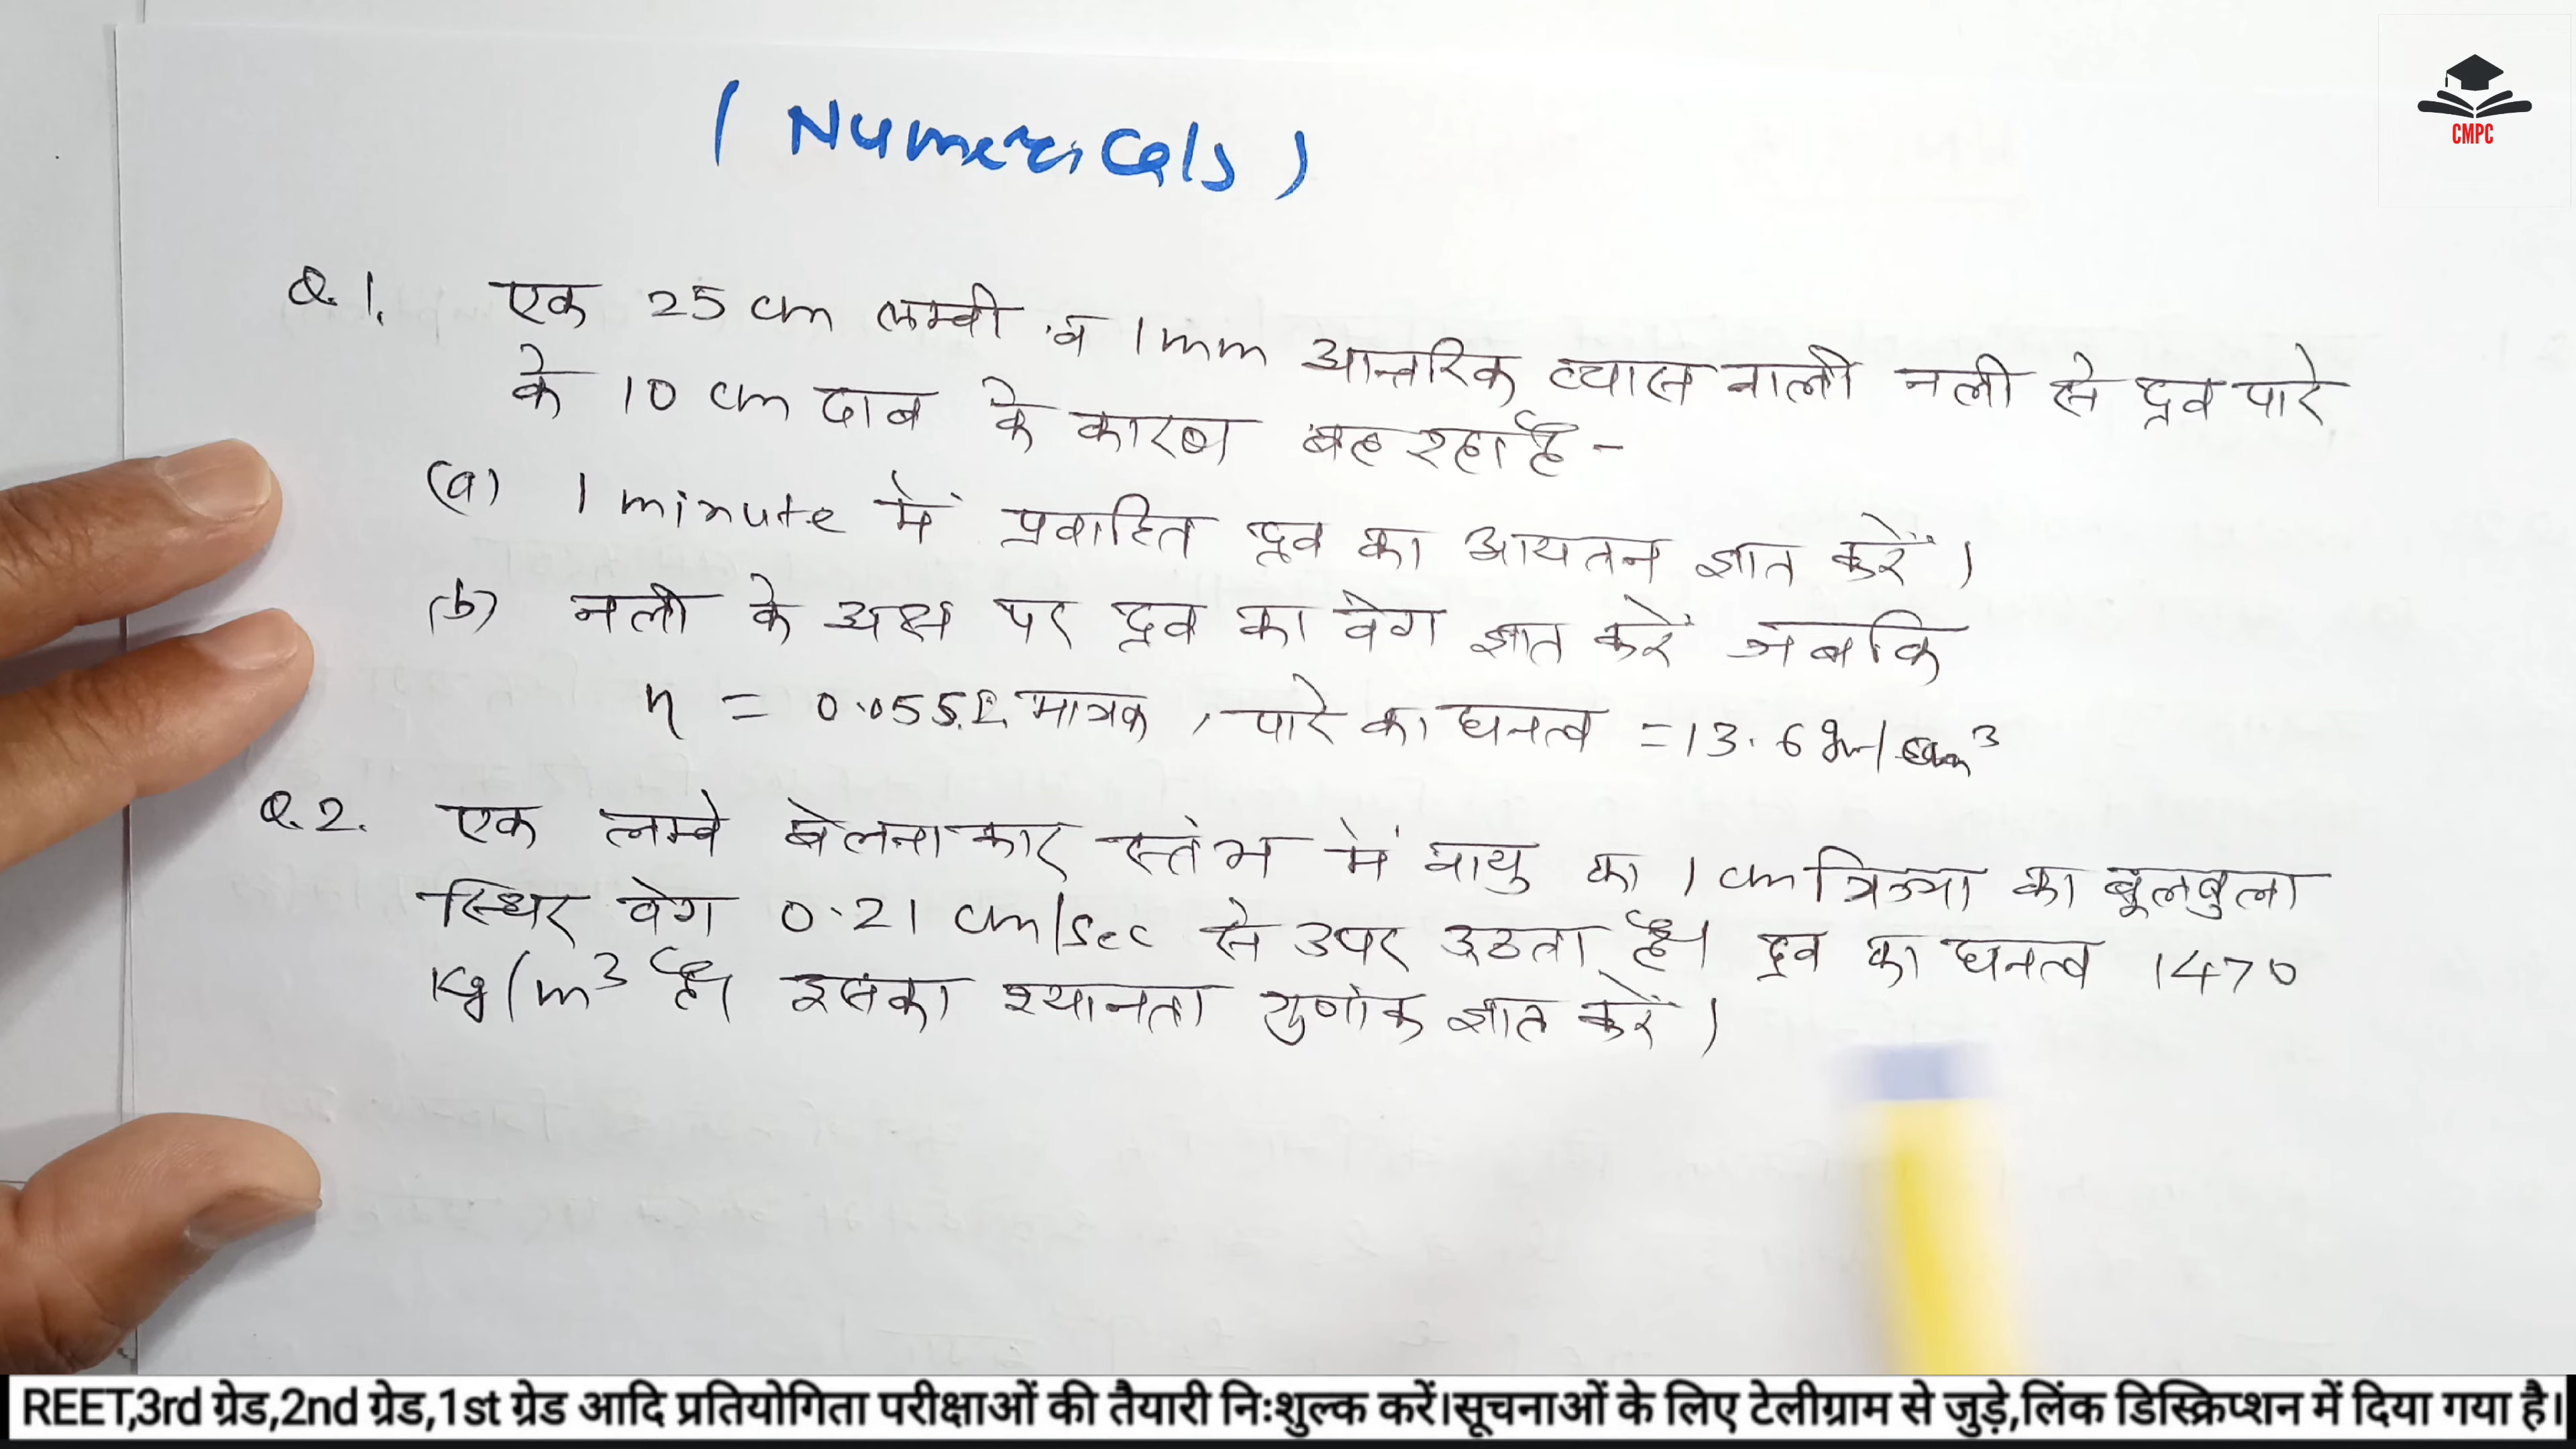 CMPC
( Numericals )
Q.1. एक 25 cm लम्बी व 1mm आन्तरिक व्यास वाली नली से द्रव पारे
के 10 cm दाब के कारण बह रहा है -
(a) 1 minute में प्रवाहित द्रव का आयतन ज्ञात करें।
(b) नली के अक्ष पर द्रव का वेग ज्ञात करें जबकि
η = 0.05 S.I. मात्रक , पारे का घनत्व = 13.6 gm/cm³
Q.2. एक लम्बे बेलनाकार स्तंभ में वायु का 1 cm त्रिज्या का बुलबुला
स्थिर वेग 0.21 cm/sec से उपर उठता है। द्रव का घनत्व 1470
Kg/m³ है। इसका श्यानता गुणांक ज्ञात करें।
REET,3rd ग्रेड,2nd ग्रेड,1st ग्रेड आदि प्रतियोगिता परीक्षाओं की तैयारी निःशुल्क करें।सूचनाओं के लिए टेलीग्राम से जुड़े,लिंक डिस्क्रिप्शन में दिया गया है।